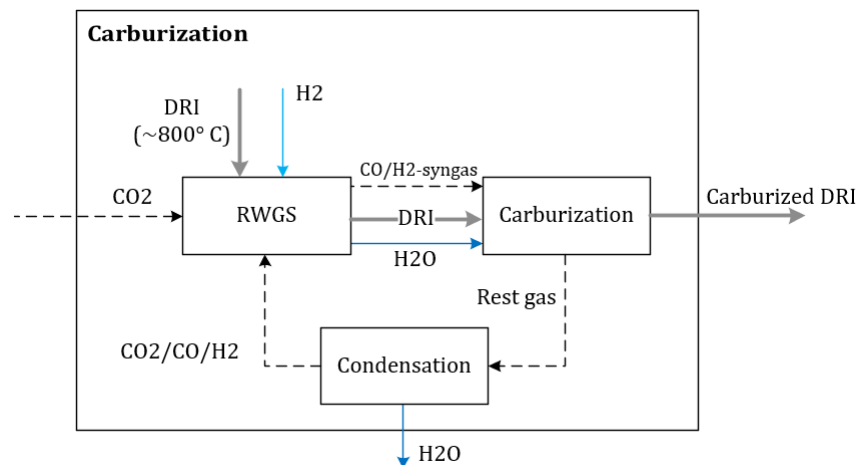 Carburization
DRI
(~800° C)
H2
CO2
RWGS
CO/H2-syngas
DRI
H2O
Carburization
Carburized DRI
Rest gas
CO2/CO/H2
Condensation
H2O